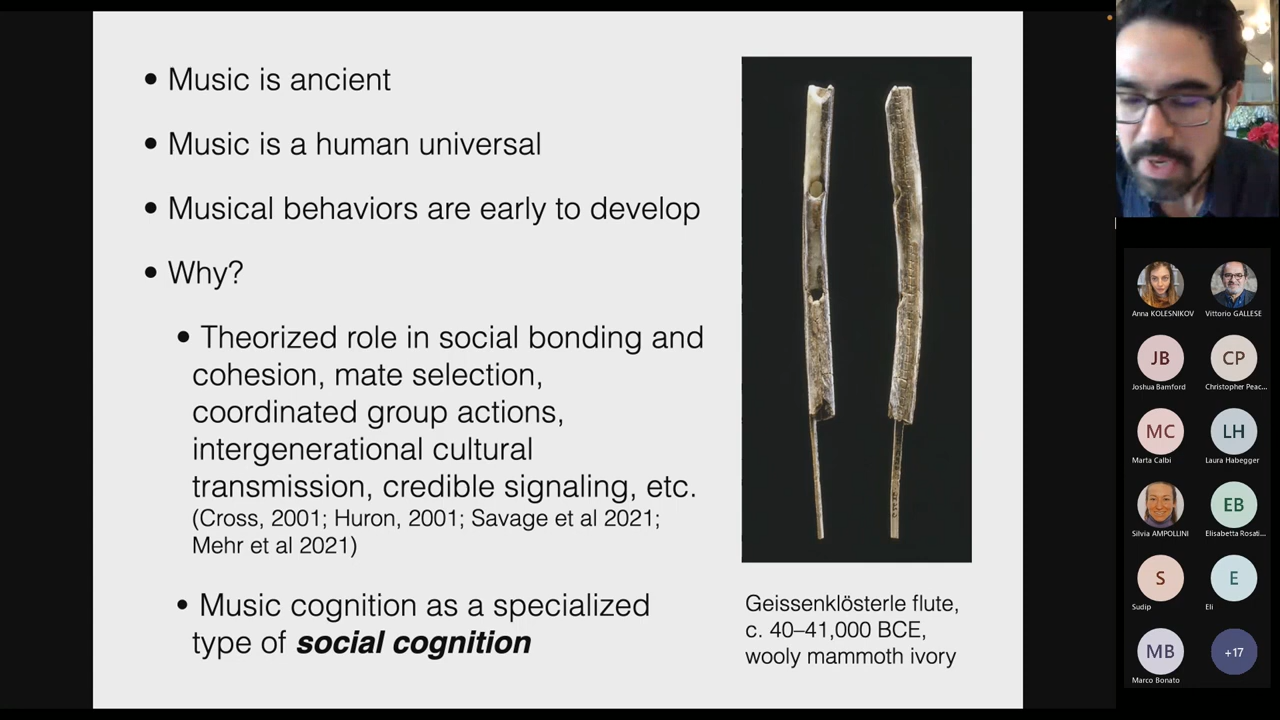 • Music is ancient
• Music is a human universal
• Musical behaviors are early to develop
• Why?
• Theorized role in social bonding and
cohesion, mate selection,
coordinated group actions,
intergenerational cultural
transmission, credible signaling, etc.
(Cross, 2001; Huron, 2001; Savage et al 2021;
Mehr et al 2021)
• Music cognition as a specialized
type of social cognition
Geissenklösterle flute,
c. 40–41,000 BCE,
wooly mammoth ivory
Anna KOLESNIKOV
Vittorio GALLESE
JB
CP
Joshua Bamford
Christopher Peac...
MC
LH
Marta Calbi
Laura Habegger
EB
Silvia AMPOLLINI
Elisabetta Rosati...
S
E
Sudip
Eli
MB
+17
Marco Bonato